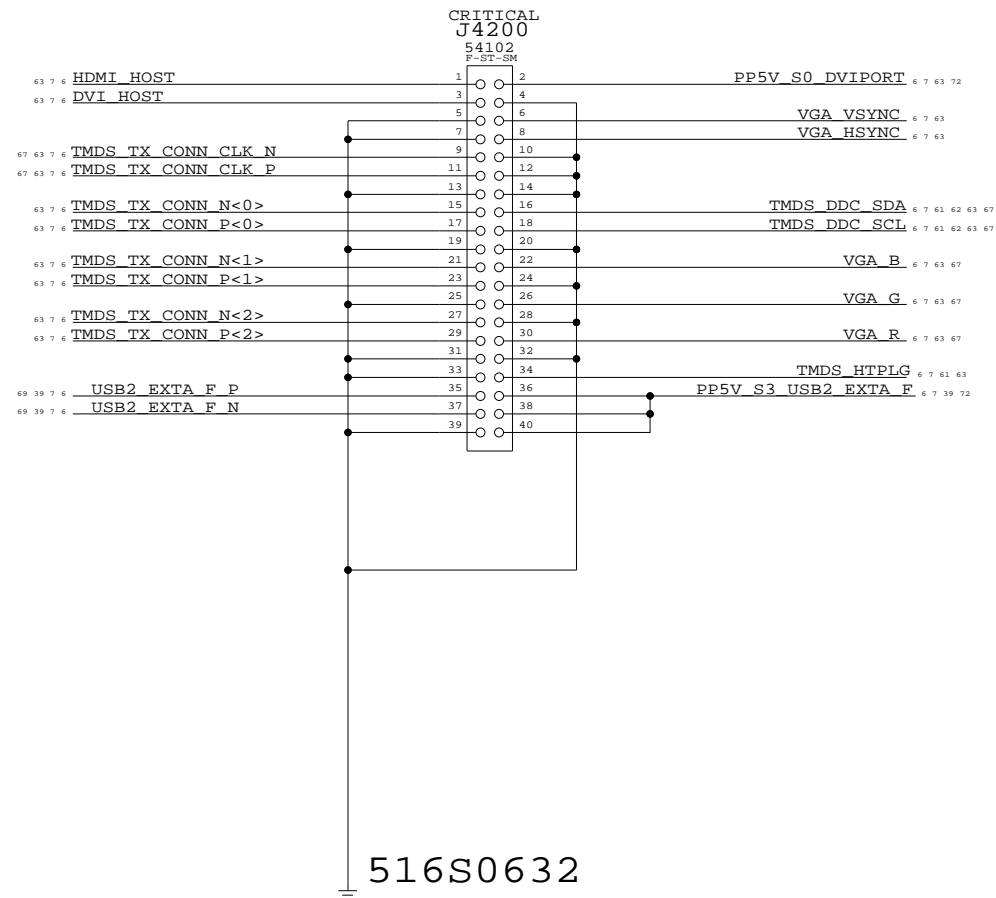 CRITICAL
J4200
54102
F-ST-SM
63 7 6 HDMI_HOST 1 2 PP5V_S0_DVIPORT 6 7 63 72
63 7 6 DVI_HOST 3 4
5 6 VGA_VSYNC 6 7 63
7 8 VGA_HSYNC 6 7 63
67 63 7 6 TMDS_TX_CONN_CLK_N 9 10
67 63 7 6 TMDS_TX_CONN_CLK_P 11 12
13 14
63 7 6 TMDS_TX_CONN_N<0> 15 16 TMDS_DDC_SDA 6 7 61 62 63 67
63 7 6 TMDS_TX_CONN_P<0> 17 18 TMDS_DDC_SCL 6 7 61 62 63 67
19 20
63 7 6 TMDS_TX_CONN_N<1> 21 22 VGA_B 6 7 63 67
63 7 6 TMDS_TX_CONN_P<1> 23 24
25 26 VGA_G 6 7 63 67
63 7 6 TMDS_TX_CONN_N<2> 27 28
63 7 6 TMDS_TX_CONN_P<2> 29 30 VGA_R 6 7 63 67
31 32
33 34 TMDS_HTPLG 6 7 61 63
69 39 7 6 USB2_EXTA_F_P 35 36 PP5V_S3_USB2_EXTA_F 6 7 39 72
69 39 7 6 USB2_EXTA_F_N 37 38
39 40
516S0632